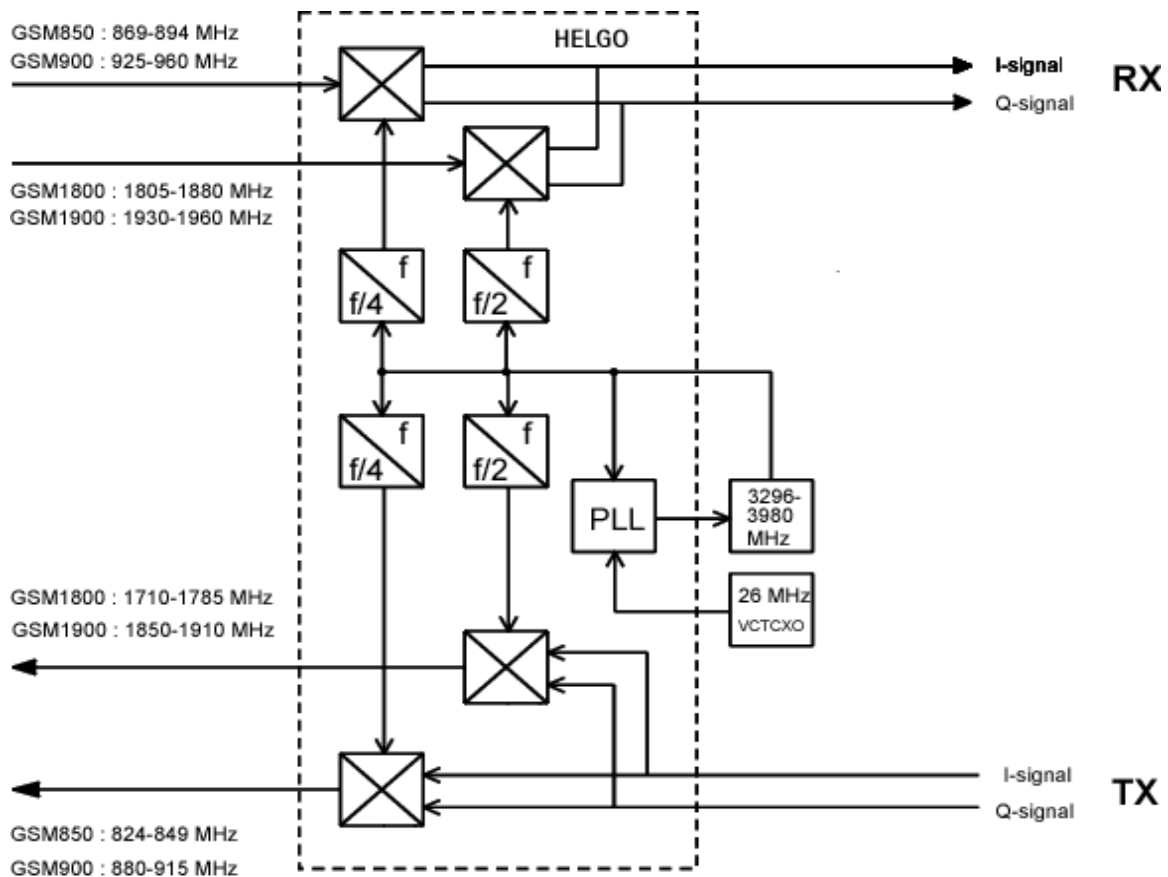 GSM850 : 869-894 MHz
GSM900 : 925-960 MHz
HELGO
I-signal
RX
Q-signal
GSM1800 : 1805-1880 MHz
GSM1900 : 1930-1960 MHz
f
f/4
f
f/2
f
f/4
f
f/2
PLL
3296-
3980
MHz
26 MHz
VCTCXO
GSM1800 : 1710-1785 MHz
GSM1900 : 1850-1910 MHz
I-signal
TX
Q-signal
GSM850 : 824-849 MHz
GSM900 : 880-915 MHz